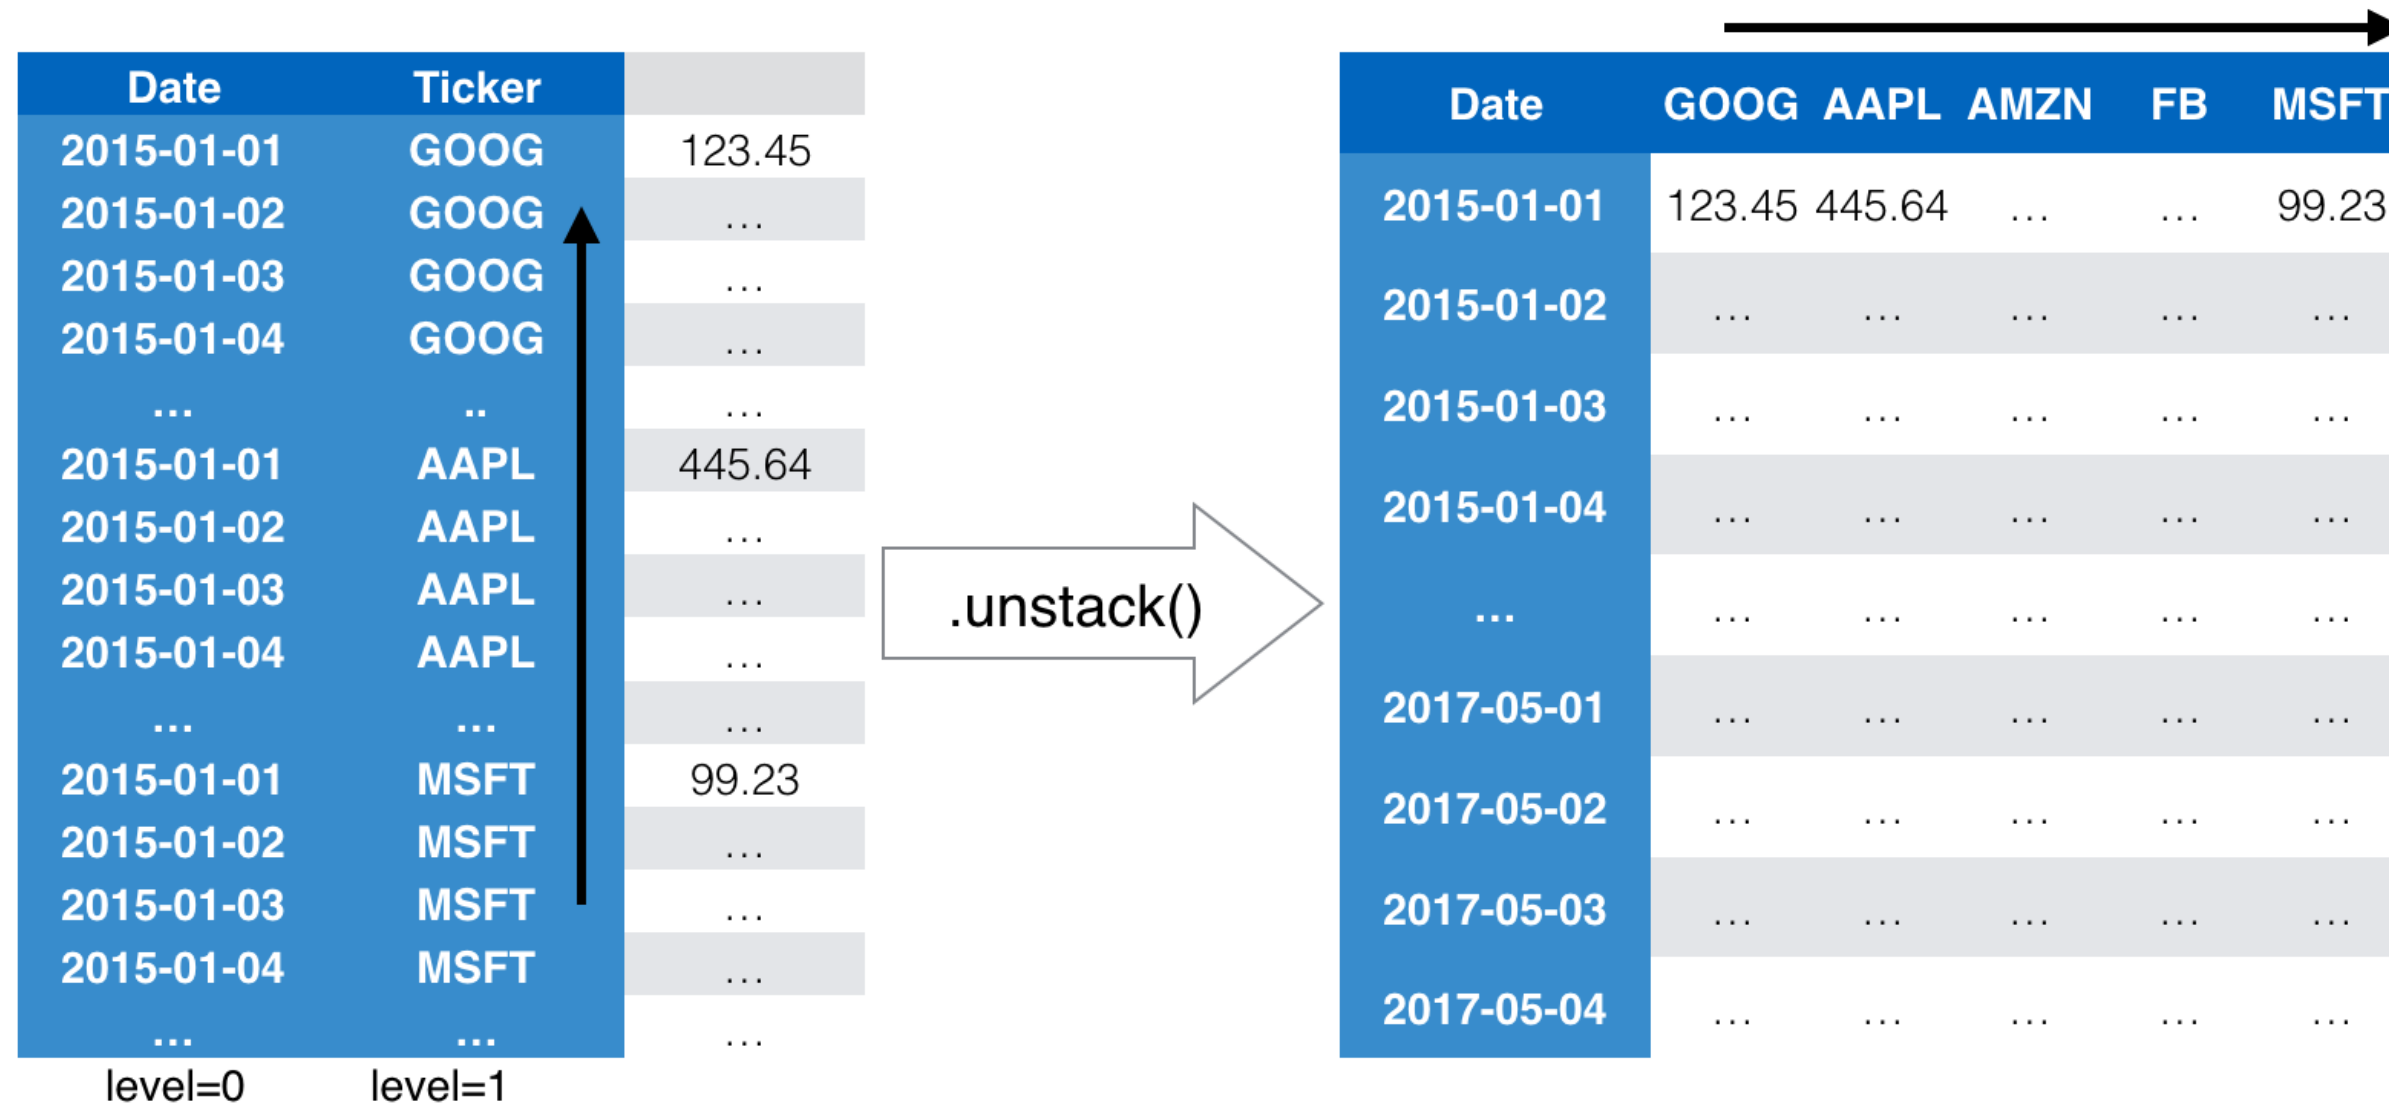 Date Ticker
2015-01-01 GOOG 123.45
2015-01-02 GOOG ...
2015-01-03 GOOG ...
2015-01-04 GOOG ...
... .. ...
2015-01-01 AAPL 445.64
2015-01-02 AAPL ...
2015-01-03 AAPL ...
2015-01-04 AAPL ...
... ... ...
2015-01-01 MSFT 99.23
2015-01-02 MSFT ...
2015-01-03 MSFT ...
2015-01-04 MSFT ...
... ... ...
level=0 level=1
.unstack()
Date GOOG AAPL AMZN FB MSFT
2015-01-01 123.45 445.64 ... ... 99.23
2015-01-02 ... ... ... ... ...
2015-01-03 ... ... ... ... ...
2015-01-04 ... ... ... ... ...
... ... ... ... ... ...
2017-05-01 ... ... ... ... ...
2017-05-02 ... ... ... ... ...
2017-05-03 ... ... ... ... ...
2017-05-04 ... ... ... ... ...